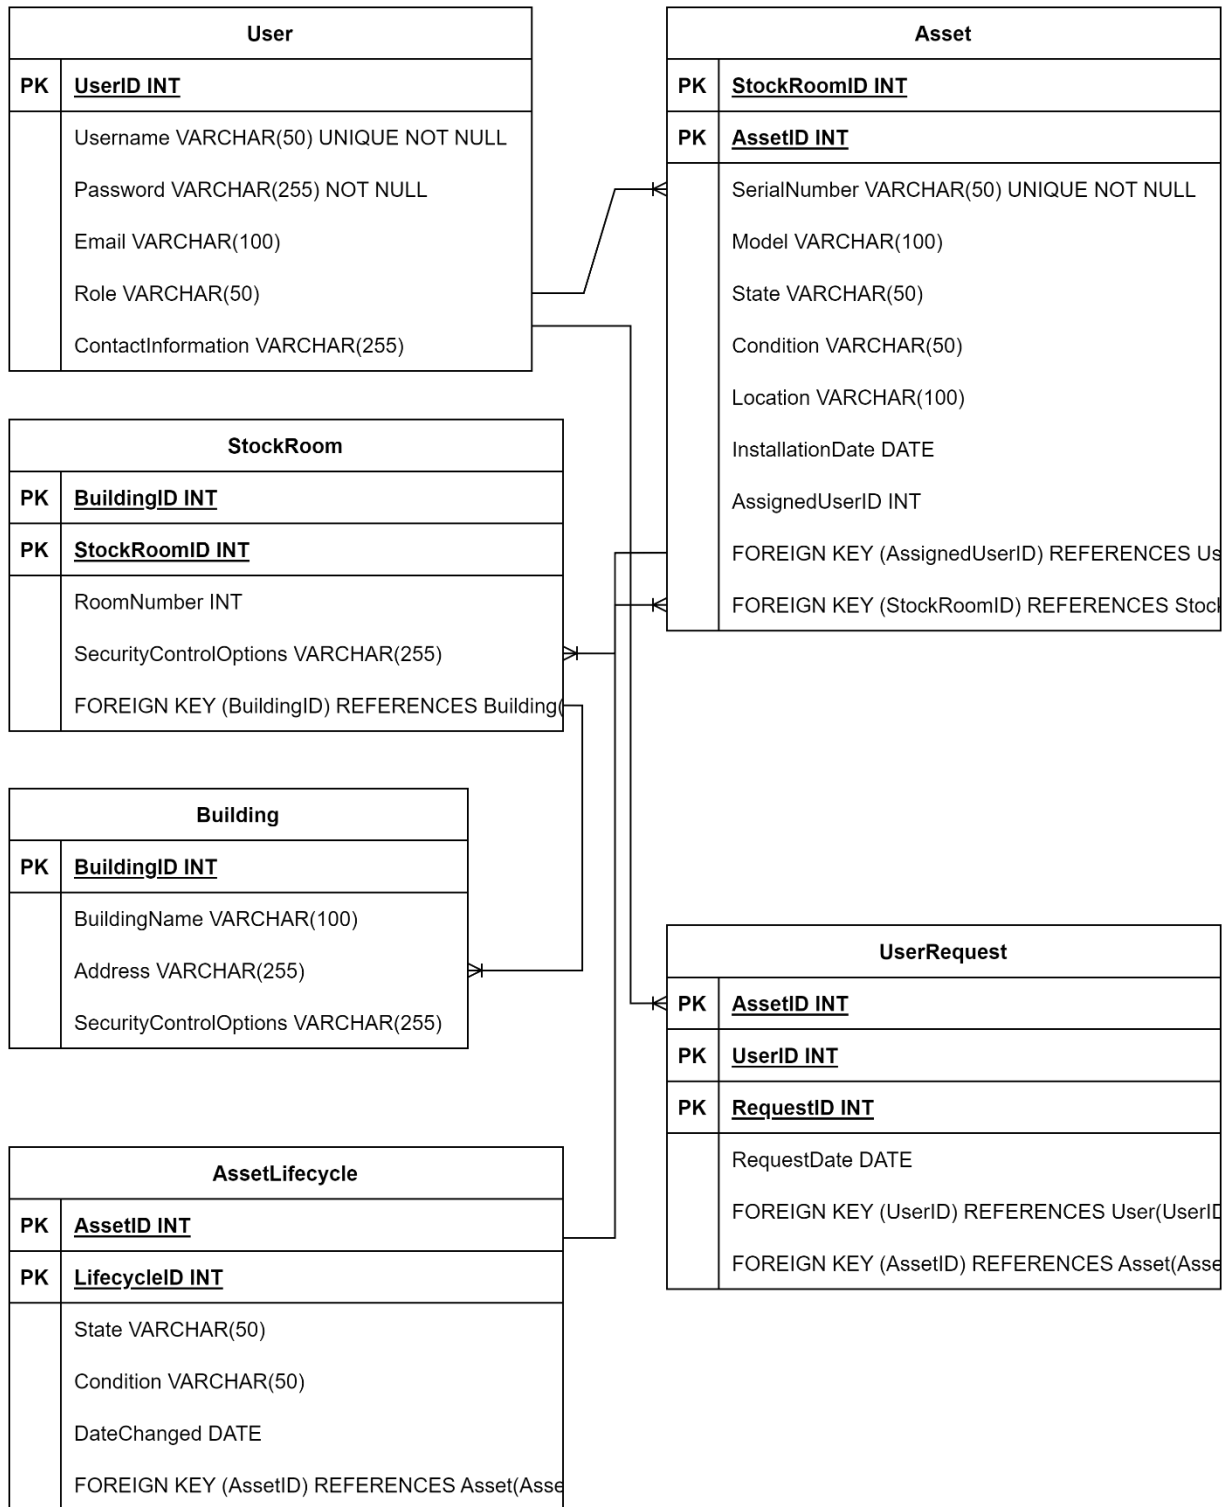 User
PK UserID INT
Username VARCHAR(50) UNIQUE NOT NULL
Password VARCHAR(255) NOT NULL
Email VARCHAR(100)
Role VARCHAR(50)
ContactInformation VARCHAR(255)
Asset
PK StockRoomID INT
PK AssetID INT
SerialNumber VARCHAR(50) UNIQUE NOT NULL
Model VARCHAR(100)
State VARCHAR(50)
Condition VARCHAR(50)
Location VARCHAR(100)
InstallationDate DATE
AssignedUserID INT
FOREIGN KEY (AssignedUserID) REFERENCES Us
FOREIGN KEY (StockRoomID) REFERENCES Stock
StockRoom
PK BuildingID INT
PK StockRoomID INT
RoomNumber INT
SecurityControlOptions VARCHAR(255)
FOREIGN KEY (BuildingID) REFERENCES Building(
Building
PK BuildingID INT
BuildingName VARCHAR(100)
Address VARCHAR(255)
SecurityControlOptions VARCHAR(255)
UserRequest
PK AssetID INT
PK UserID INT
PK RequestID INT
RequestDate DATE
FOREIGN KEY (UserID) REFERENCES User(UserID
FOREIGN KEY (AssetID) REFERENCES Asset(Asse
AssetLifecycle
PK AssetID INT
PK LifecycleID INT
State VARCHAR(50)
Condition VARCHAR(50)
DateChanged DATE
FOREIGN KEY (AssetID) REFERENCES Asset(Asse